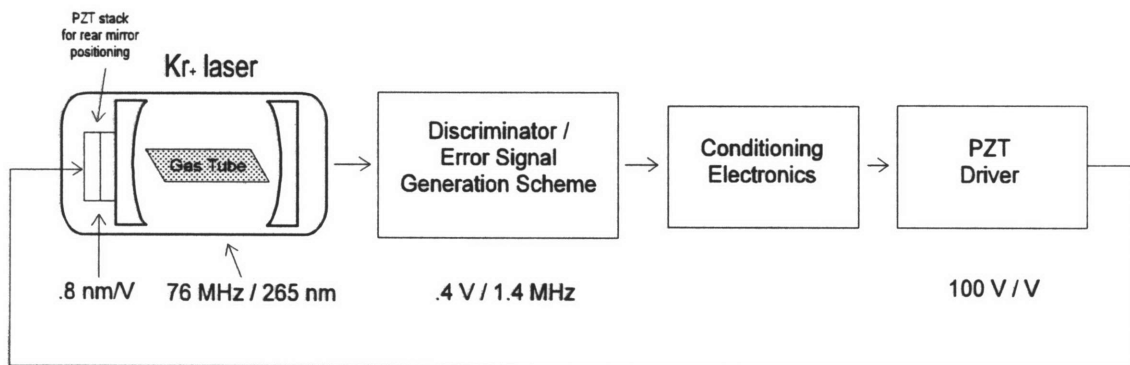 PZT stack
for rear mirror
positioning
Kr+ laser
Gas Tube
Discriminator /
Error Signal
Generation Scheme
Conditioning
Electronics
PZT
Driver
.8 nm/V
76 MHz / 265 nm
.4 V / 1.4 MHz
100 V / V